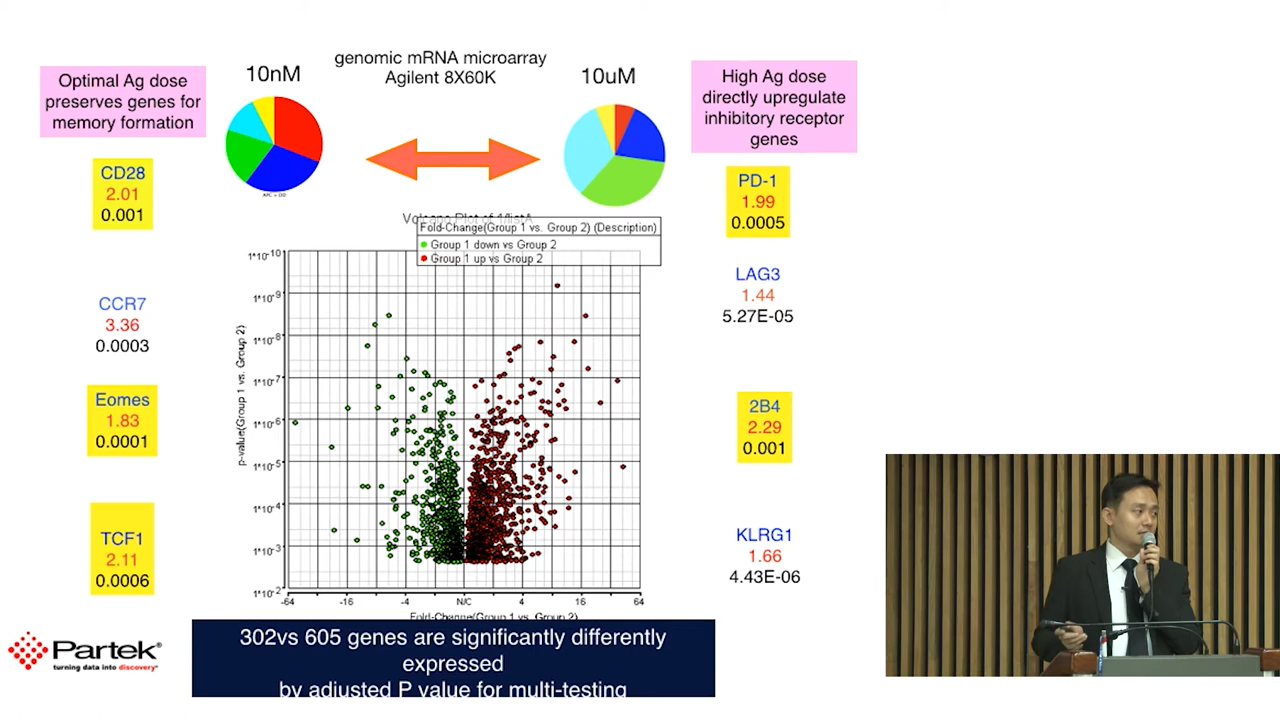 genomic mRNA microarray
Agilent 8X60K
10nM
10uM
Optimal Ag dose
preserves genes for
memory formation
High Ag dose
directly upregulate
inhibitory receptor
genes
CD28
2.01
0.001
CCR7
3.36
0.0003
Eomes
1.83
0.0001
TCF1
2.11
0.0006
PD-1
1.99
0.0005
LAG3
1.44
5.27E-05
2B4
2.29
0.001
KLRG1
1.66
4.43E-06
Volcano Plot of 1/listA
Fold-Change(Group 1 vs. Group 2) (Description)
Group 1 down vs Group 2
Group 1 up vs Group 2
p-value(Group 1 vs. Group 2)
1*10-10
1*10-9
1*10-8
1*10-7
1*10-6
1*10-5
1*10-4
1*10-3
1*10-2
-64 -16 -4 N/C 4 16 64
Fold-Change(Group 1 vs. Group 2)
302vs 605 genes are significantly differently
expressed
by adjusted P value for multi-testing
Partek®
turning data into discovery®